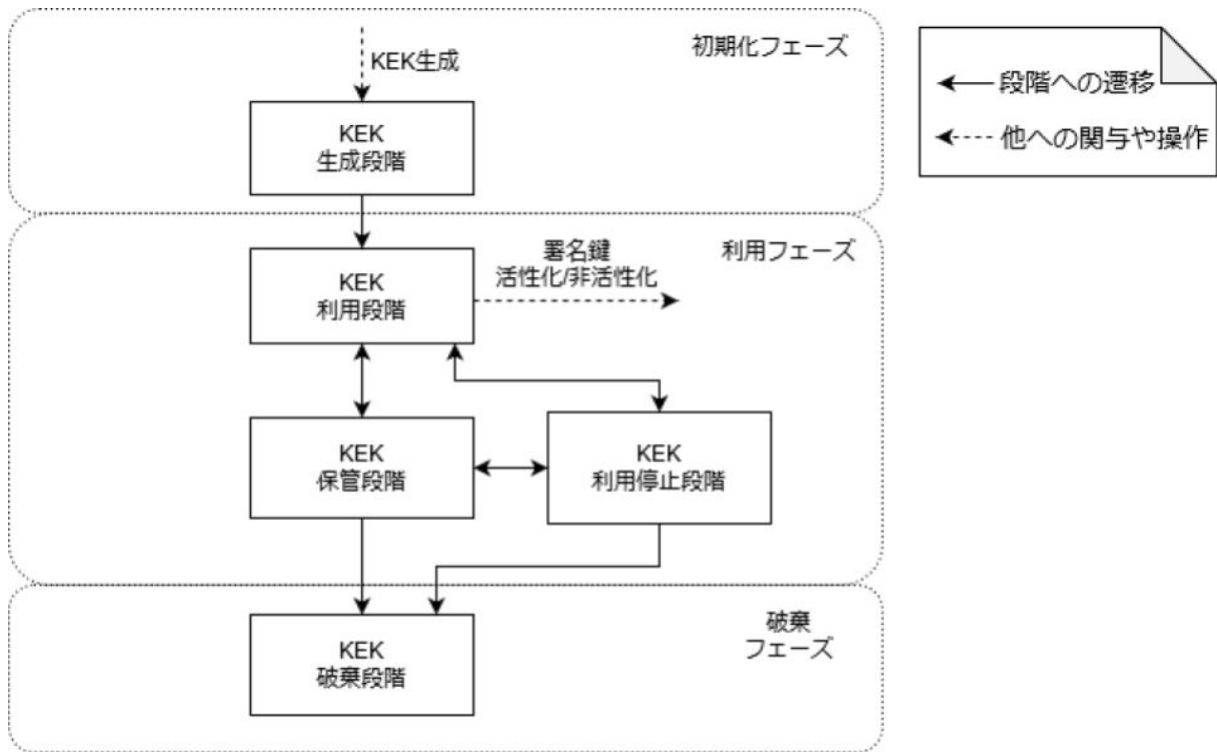 初期化フェーズ
KEK生成
KEK
生成段階
段階への遷移
他への関与や操作
利用フェーズ
KEK
利用段階
署名鍵
活性化/非活性化
KEK
保管段階
KEK
利用停止段階
破棄
フェーズ
KEK
破棄段階